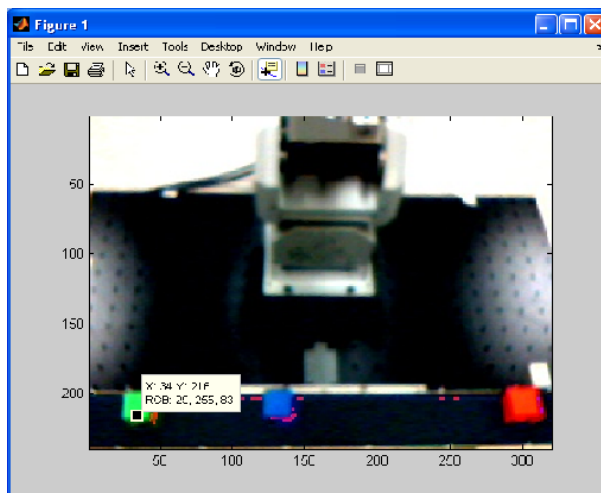 Figure 1
File Edit View Insert Tools Desktop Window Help
50
100
150
200
X: 34 Y: 216
RGB: 20, 255, 83
50 100 150 200 250 300